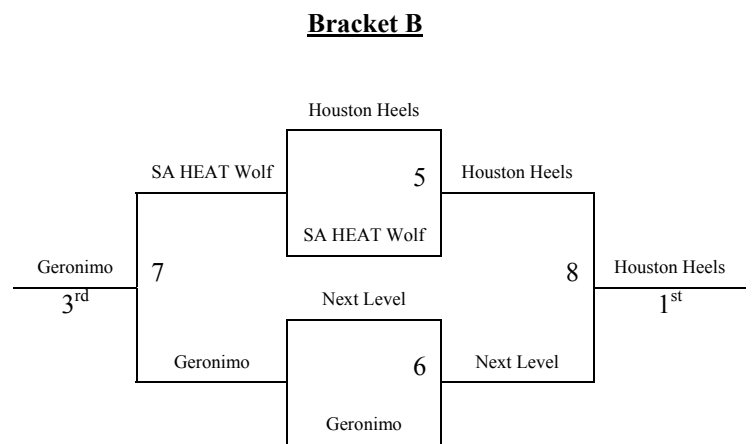 Bracket B
Houston Heels
SA HEAT Wolf
5
Houston Heels
SA HEAT Wolf
Geronimo
7
8
Houston Heels
3rd
Next Level
1st
Geronimo
6
Next Level
Geronimo